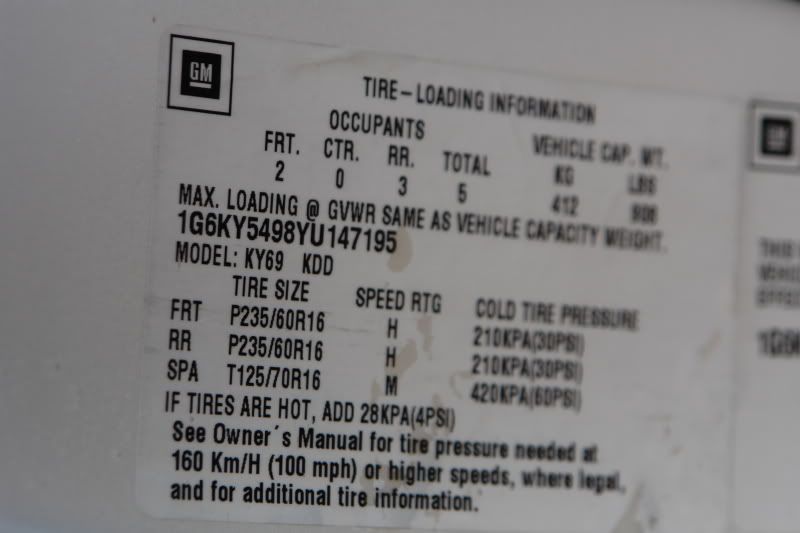 GM
TIRE-LOADING INFORMATION
OCCUPANTS VEHICLE CAP. WT.
FRT. CTR. RR. TOTAL KG LBS
2 0 3 5 412 908
MAX. LOADING @ GVWR SAME AS VEHICLE CAPACITY WEIGHT.
1G6KY5498YU147195
MODEL: KY69 KDD
TIRE SIZE SPEED RTG COLD TIRE PRESSURE
FRT P235/60R16 H 210KPA(30PSI)
RR P235/60R16 H 210KPA(30PSI)
SPA T125/70R16 M 420KPA(60PSI)
IF TIRES ARE HOT, ADD 28KPA(4PSI)
See Owner´s Manual for tire pressure needed at
160 Km/H (100 mph) or higher speeds, where legal,
and for additional tire information.
GM